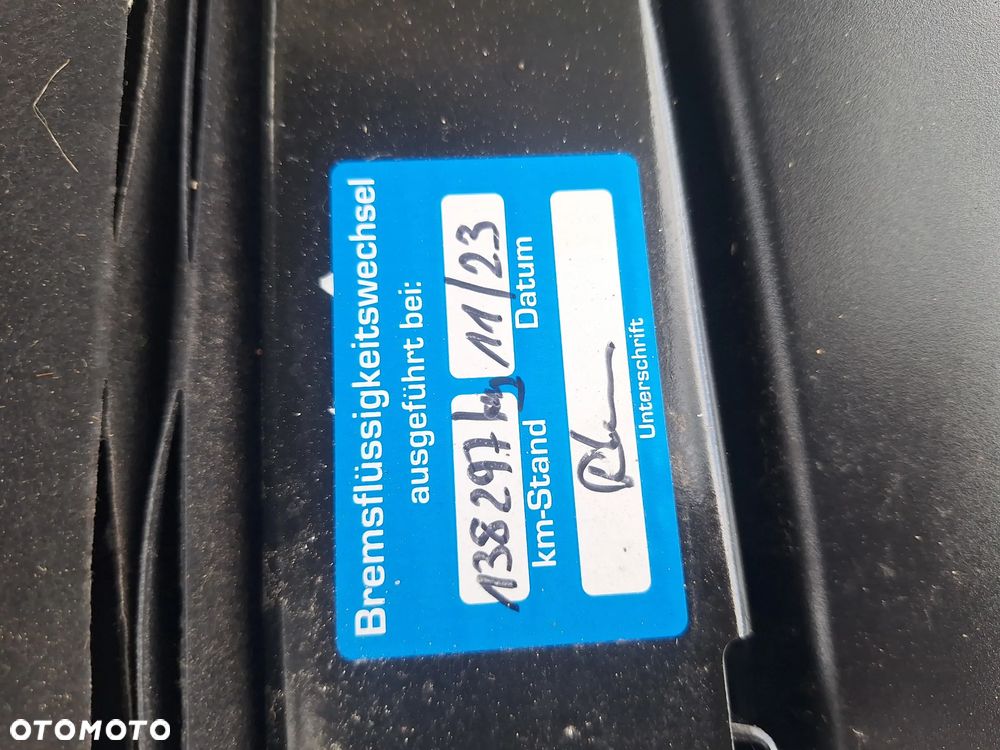 Bremsflüssigkeitswechsel
ausgeführt bei:
138297 km 11/23
km-Stand Datum
Unterschrift
OTOMOTO